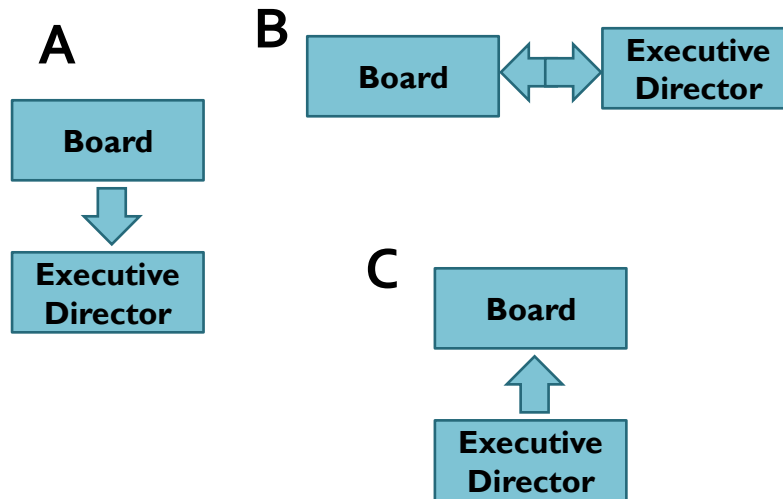 A
Board
Executive
Director
B
Board
Executive
Director
C
Board
Executive
Director